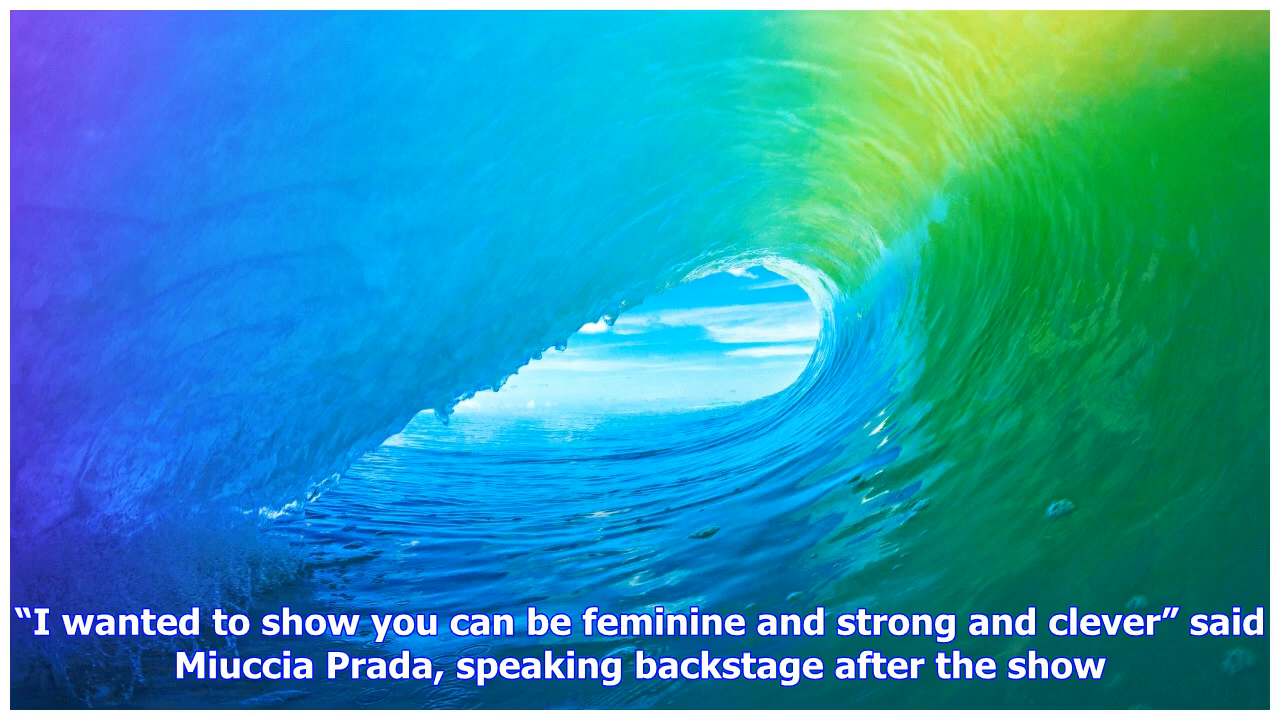 “I wanted to show you can be feminine and strong and clever” said
Miuccia Prada, speaking backstage after the show